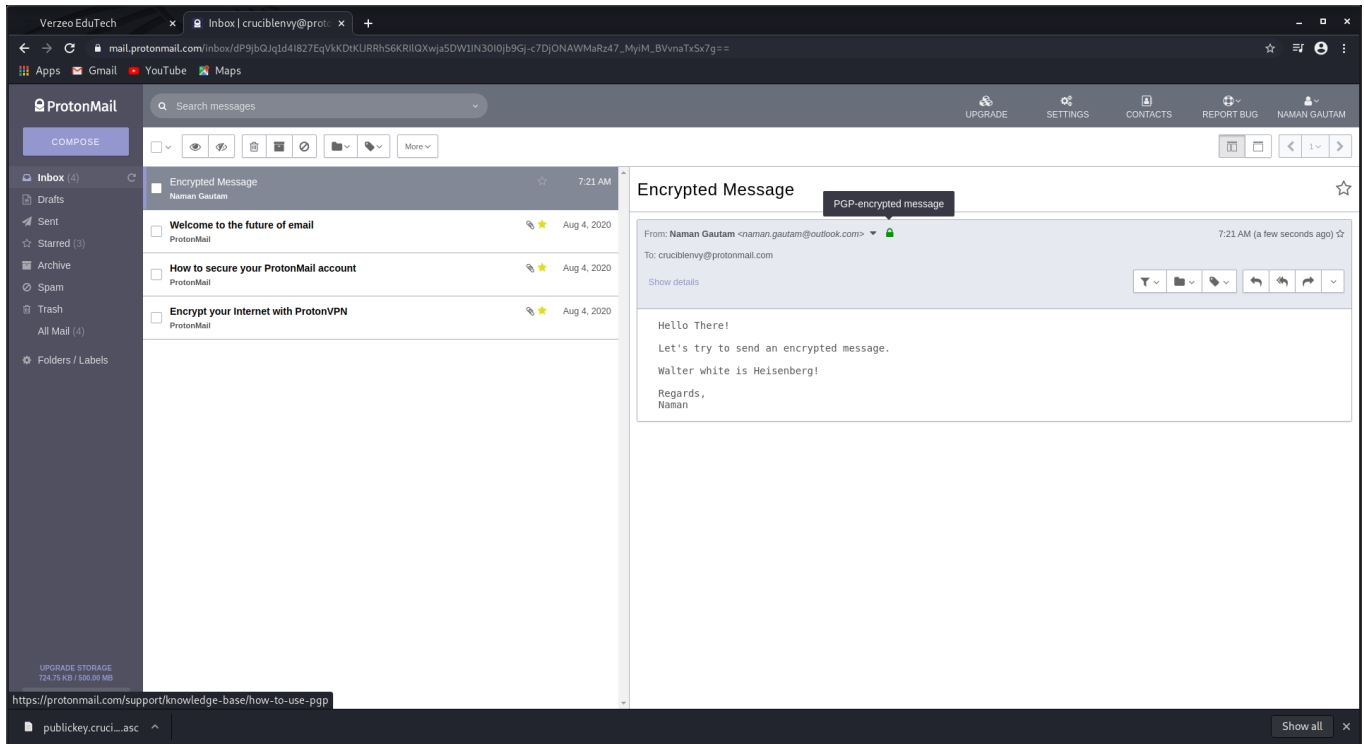 Verzeo EduTech
Inbox | cruciblenvy@proto
mail.protonmail.com/inbox/dP9jbQJq1d4I827EqVkKDtKlJRRhS6KRIlQXwja5DW1IN30I0jb9Gj-c7DjONAWMaRz47_MyiM_BVvnaTxSx7g==
Apps Gmail YouTube Maps
ProtonMail
Search messages
UPGRADE SETTINGS CONTACTS REPORT BUG NAMAN GAUTAM
COMPOSE
More
1
Inbox (4)
Drafts
Sent
Starred (3)
Archive
Spam
Trash
All Mail (4)
Folders / Labels
UPGRADE STORAGE
724.75 KB / 500.00 MB
Encrypted Message 7:21 AM
Naman Gautam
Welcome to the future of email Aug 4, 2020
ProtonMail
How to secure your ProtonMail account Aug 4, 2020
ProtonMail
Encrypt your Internet with ProtonVPN Aug 4, 2020
ProtonMail
Encrypted Message
PGP-encrypted message
From: Naman Gautam <naman.gautam@outlook.com> 7:21 AM (a few seconds ago)
To: cruciblenvy@protonmail.com
Show details
Hello There!
Let's try to send an encrypted message.
Walter white is Heisenberg!
Regards,
Naman
https://protonmail.com/support/knowledge-base/how-to-use-pgp
publickey.cruci....asc
Show all